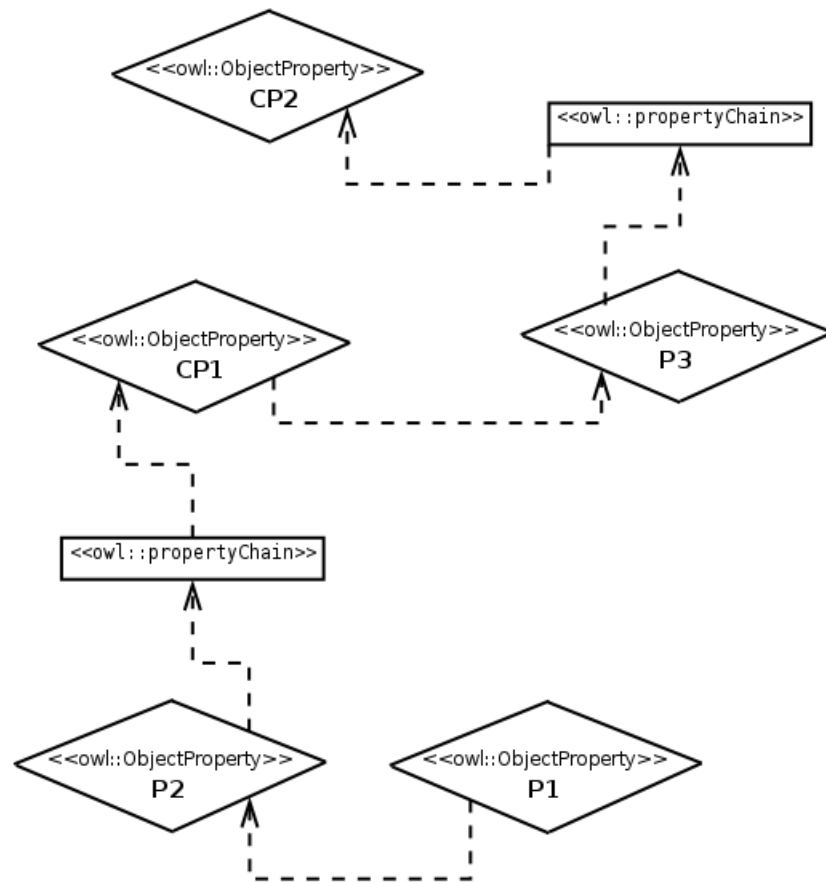 <<owl::ObjectProperty>>
CP2
<<owl::propertyChain>>
<<owl::ObjectProperty>>
CP1
<<owl::ObjectProperty>>
P3
<<owl::propertyChain>>
<<owl::ObjectProperty>>
P2
<<owl::ObjectProperty>>
P1